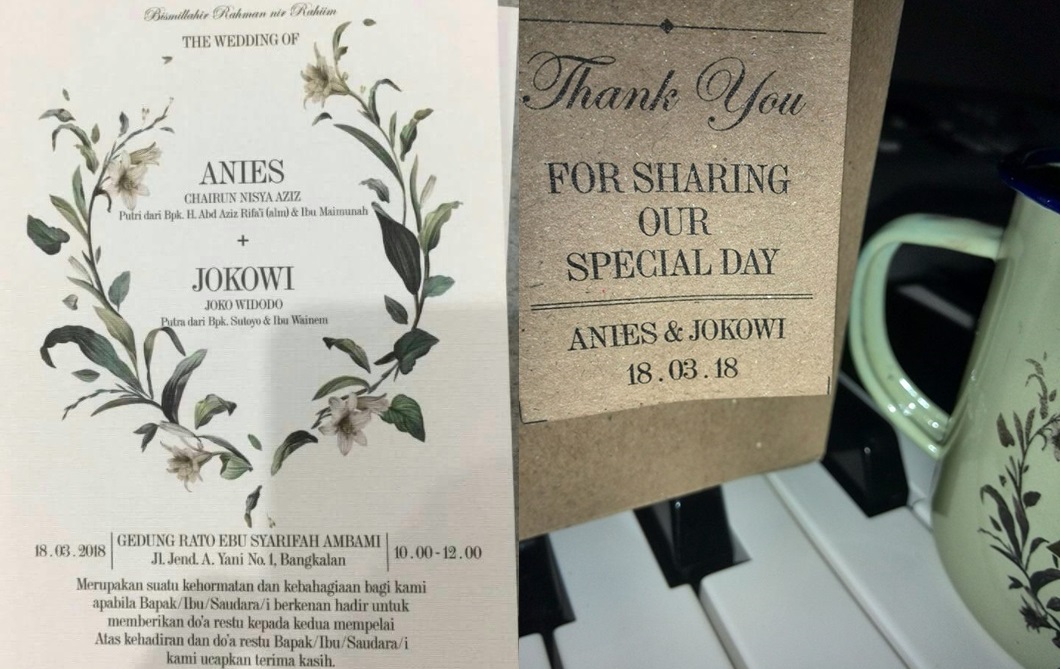 Bismillahir Rahman nir Rahiim
THE WEDDING OF
ANIES
CHAIRUN NISYA AZIZ
Putri dari Bpk. H. Abd Aziz Rifa'i (alm) & Ibu Maimunah
+
JOKOWI
JOKO WIDODO
Putra dari Bpk. Sutoyo & Ibu Wainem
18.03.2018
GEDUNG RATO EBU SYARIFAH AMBAMI
Jl. Jend. A. Yani No. 1, Bangkalan
10.00-12.00
Merupakan suatu kehormatan dan kebahagiaan bagi kami
apabila Bapak/Ibu/Saudara/i berkenan hadir untuk
memberikan do'a restu kepada kedua mempelai
Atas kehadiran dan do'a restu Bapak/Ibu/Saudara/i
kami ucapkan terima kasih.
Thank You
FOR SHARING
OUR
SPECIAL DAY
ANIES & JOKOWI
18.03.18